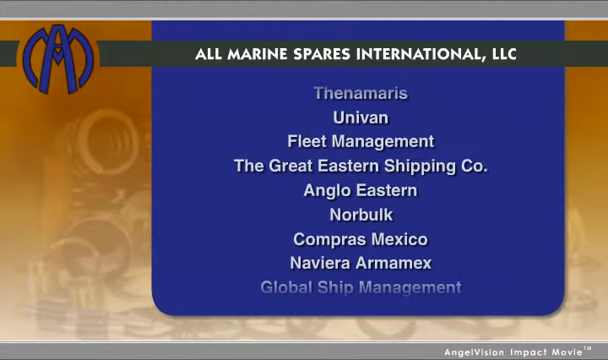 ALL MARINE SPARES INTERNATIONAL, LLC
Thenamaris
Univan
Fleet Management
The Great Eastern Shipping Co.
Anglo Eastern
Norbulk
Compras Mexico
Naviera Armamex
Global Ship Management
AngelVision Impact Movie™